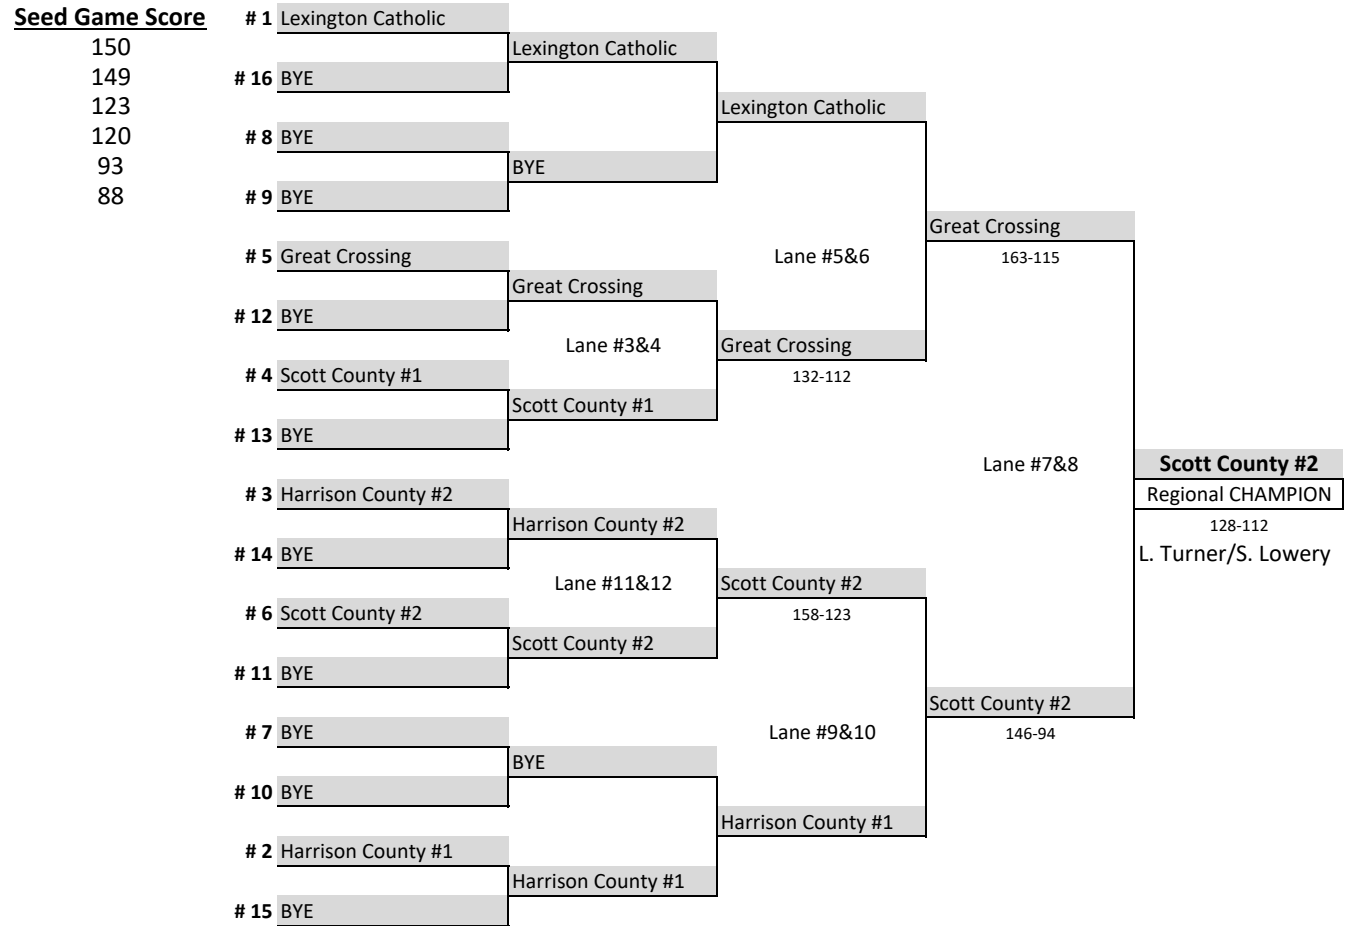 Seed Game Score
150
149
123
120
93
88
# 1 Lexington Catholic
Lexington Catholic
# 16 BYE
Lexington Catholic
# 8 BYE
BYE
# 9 BYE
Great Crossing
163-115
# 5 Great Crossing
Lane #5&6
Great Crossing
# 12 BYE
Lane #3&4
Great Crossing
132-112
# 4 Scott County #1
Scott County #1
# 13 BYE
Lane #7&8
Scott County #2
Regional CHAMPION
128-112
L. Turner/S. Lowery
# 3 Harrison County #2
Harrison County #2
# 14 BYE
Lane #11&12
Scott County #2
158-123
# 6 Scott County #2
Scott County #2
# 11 BYE
Scott County #2
146-94
# 7 BYE
Lane #9&10
BYE
# 10 BYE
Harrison County #1
# 2 Harrison County #1
Harrison County #1
# 15 BYE